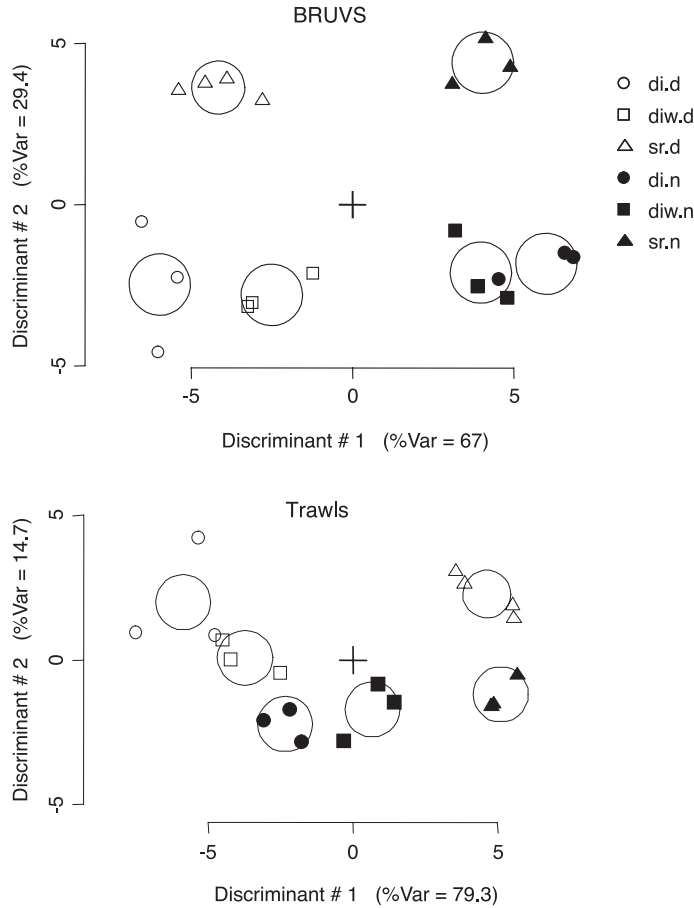 BRUVS
Discriminant # 2 (%Var = 29.4)
5
0
-5
-5 0 5
Discriminant # 1 (%Var = 67)
di.d
diw.d
sr.d
di.n
diw.n
sr.n
Trawls
Discriminant # 2 (%Var = 14.7)
5
0
-5
-5 0 5
Discriminant # 1 (%Var = 79.3)